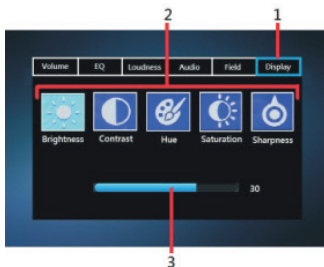 2 1
Volume EQ Loudness Audio Field Display
Brightness Contrast Hue Saturation Sharpness
30
3